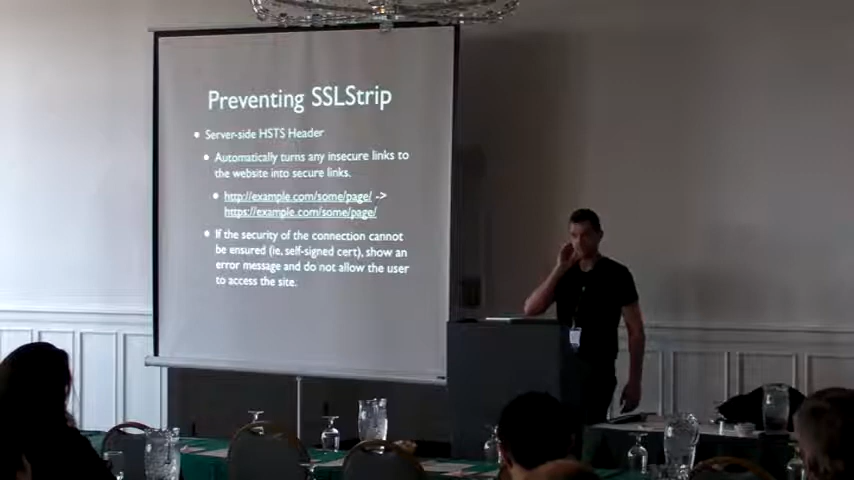 Preventing SSLStrip
• Server-side HSTS Header
• Automatically turns any insecure links to
the website into secure links.
• http://example.com/some/page/ ->
https://example.com/some/page/
• If the security of the connection cannot
be ensured (ie, self-signed cert), show an
error message and do not allow the user
to access the site.